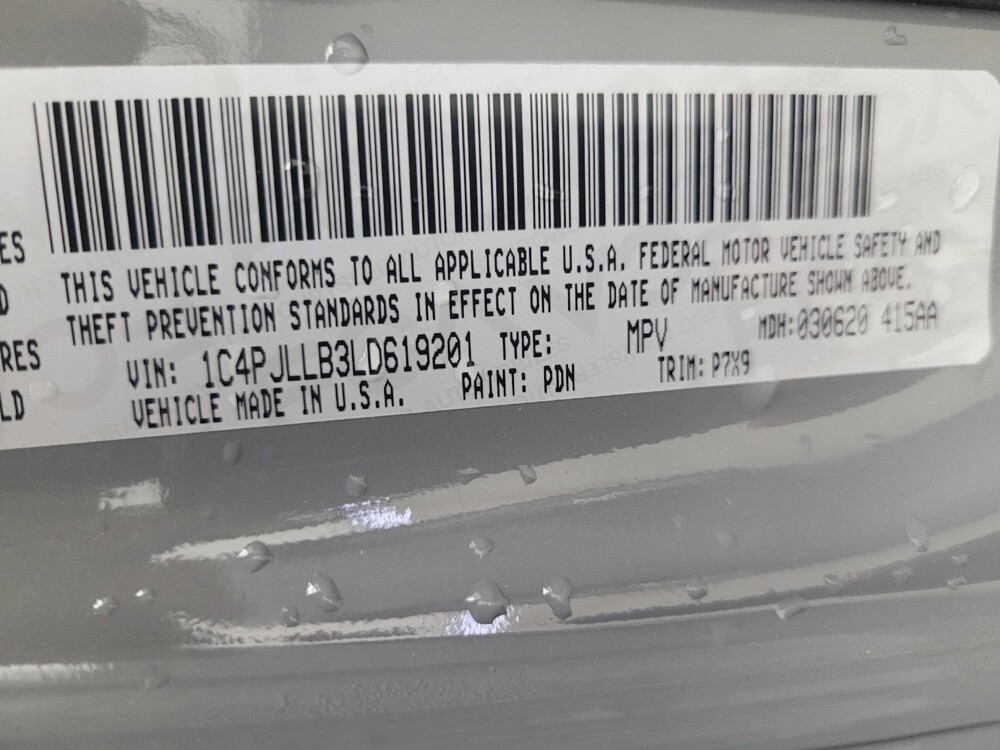 ES
THIS VEHICLE CONFORMS TO ALL APPLICABLE U.S.A. FEDERAL MOTOR VEHICLE SAFETY AND
D
THEFT PREVENTION STANDARDS IN EFFECT ON THE DATE OF MANUFACTURE SHOWN ABOVE.
RES
VIN: 1C4PJLLB3LD619201 TYPE: MPV MDH:030620 415AA
LD
VEHICLE MADE IN U.S.A. PAINT: PDN TRIM: P7X9